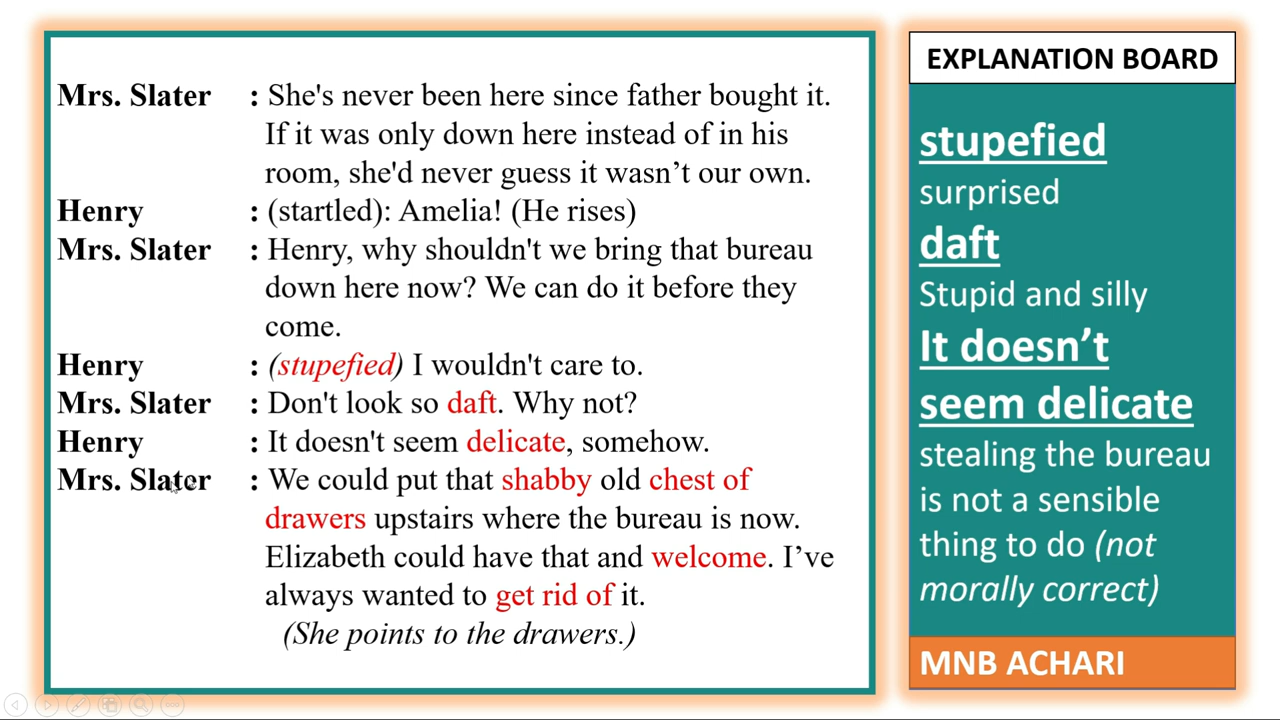 Mrs. Slater : She's never been here since father bought it.
If it was only down here instead of in his
room, she'd never guess it wasn’t our own.
Henry : (startled): Amelia! (He rises)
Mrs. Slater : Henry, why shouldn't we bring that bureau
down here now? We can do it before they
come.
Henry : (stupefied) I wouldn't care to.
Mrs. Slater : Don't look so daft. Why not?
Henry : It doesn't seem delicate, somehow.
Mrs. Slater : We could put that shabby old chest of
drawers upstairs where the bureau is now.
Elizabeth could have that and welcome. I’ve
always wanted to get rid of it.
(She points to the drawers.)
EXPLANATION BOARD
stupefied
surprised
daft
Stupid and silly
It doesn’t
seem delicate
stealing the bureau
is not a sensible
thing to do (not
morally correct)
MNB ACHARI